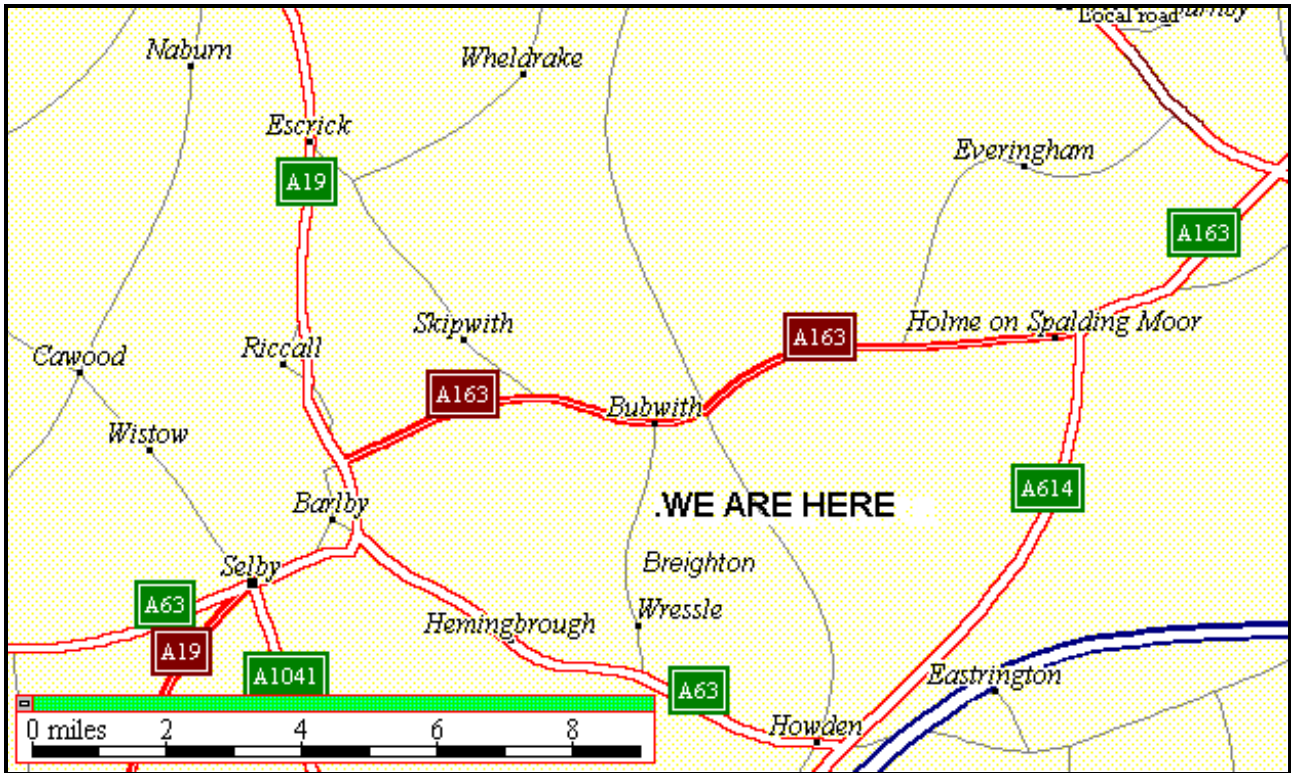 Local road
Naburn
Wheldrake
Escrick
Everingham
A19
A163
Skipwith
Holme on Spalding Moor
A163
Riccall
Cawood
A163
Bubwith
Wistow
A614
.WE ARE HERE
Barlby
Breighton
Selby
A63
Wressle
Hemingbrough
A19
A1041
Eastrington
A63
Howden
0 miles 2 4 6 8